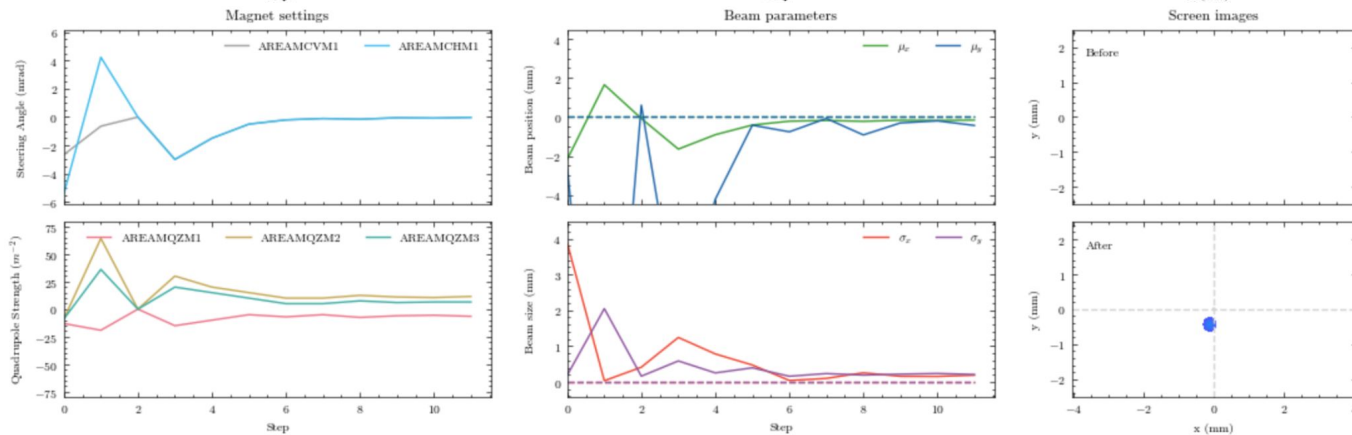 Magnet settings
AREAMCVM1 AREAMCHM1
Steering Angle (mrad)
6
4
2
0
−2
−4
−6
AREAMQZM1 AREAMQZM2 AREAMQZM3
Quadrupole Strength (m⁻²)
75
50
25
0
−25
−50
−75
0 2 4 6 8 10
Step
Beam parameters
μx μy
Beam position (mm)
4
2
0
−2
−4
σx σy
Beam size (mm)
4
3
2
1
0
0 2 4 6 8 10
Step
Screen images
Before
y (mm)
2
1
0
−1
−2
After
y (mm)
2
1
0
−1
−2
−4 −2 0 2 4
x (mm)